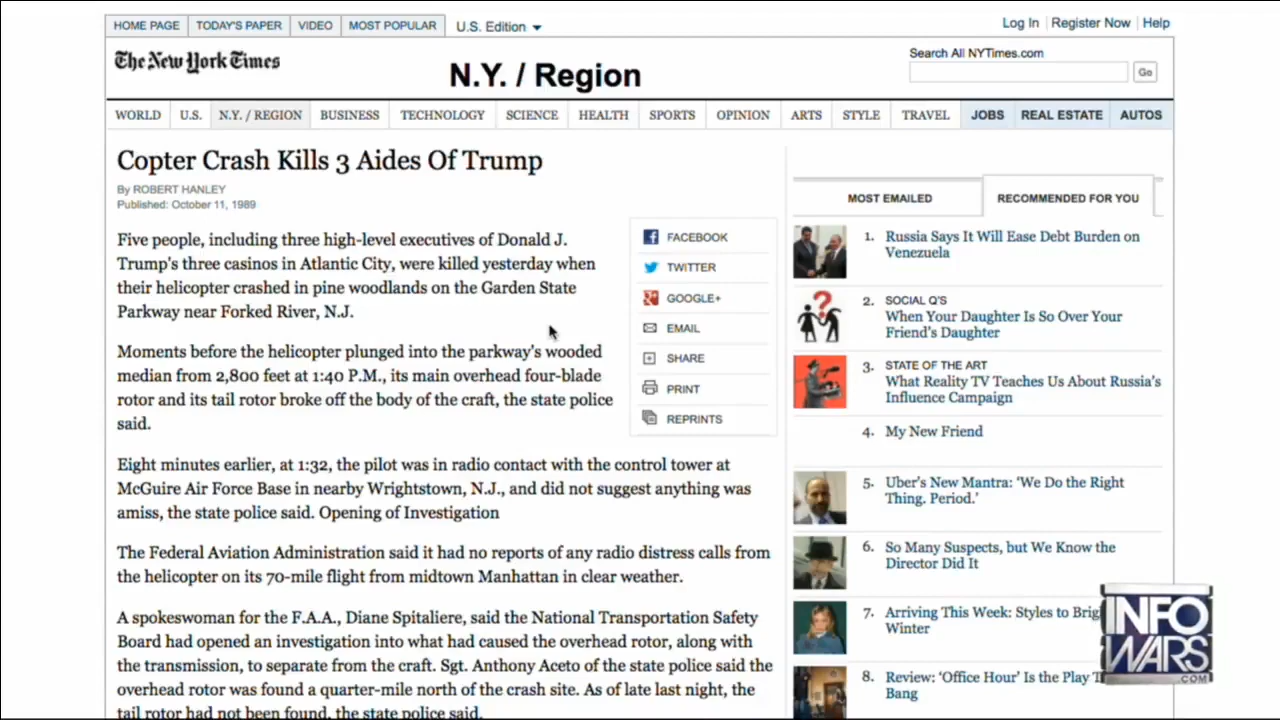 HOME PAGE TODAY'S PAPER VIDEO MOST POPULAR U.S. Edition
Log In Register Now Help
The New York Times
N.Y. / Region
Search All NYTimes.com
Go
WORLD U.S. N.Y. / REGION BUSINESS TECHNOLOGY SCIENCE HEALTH SPORTS OPINION ARTS STYLE TRAVEL JOBS REAL ESTATE AUTOS
Copter Crash Kills 3 Aides Of Trump
By ROBERT HANLEY
Published: October 11, 1989
Five people, including three high-level executives of Donald J.
Trump's three casinos in Atlantic City, were killed yesterday when
their helicopter crashed in pine woodlands on the Garden State
Parkway near Forked River, N.J.
Moments before the helicopter plunged into the parkway's wooded
median from 2,800 feet at 1:40 P.M., its main overhead four-blade
rotor and its tail rotor broke off the body of the craft, the state police
said.
Eight minutes earlier, at 1:32, the pilot was in radio contact with the control tower at
McGuire Air Force Base in nearby Wrightstown, N.J., and did not suggest anything was
amiss, the state police said. Opening of Investigation
The Federal Aviation Administration said it had no reports of any radio distress calls from
the helicopter on its 70-mile flight from midtown Manhattan in clear weather.
A spokeswoman for the F.A.A., Diane Spitaliere, said the National Transportation Safety
Board had opened an investigation into what had caused the overhead rotor, along with
the transmission, to separate from the craft. Sgt. Anthony Aceto of the state police said the
overhead rotor was found a quarter-mile north of the crash site. As of late last night, the
tail rotor had not been found, the state police said.
FACEBOOK
TWITTER
GOOGLE+
EMAIL
SHARE
PRINT
REPRINTS
MOST EMAILED RECOMMENDED FOR YOU
1. Russia Says It Will Ease Debt Burden on
Venezuela
2. SOCIAL Q'S
When Your Daughter Is So Over Your
Friend's Daughter
3. STATE OF THE ART
What Reality TV Teaches Us About Russia's
Influence Campaign
4. My New Friend
5. Uber's New Mantra: 'We Do the Right
Thing. Period.'
6. So Many Suspects, but We Know the
Director Did It
7. Arriving This Week: Styles to
Winter
8. Review: 'Office Hour' Is the Play
Bang
INFO
WARS
.COM